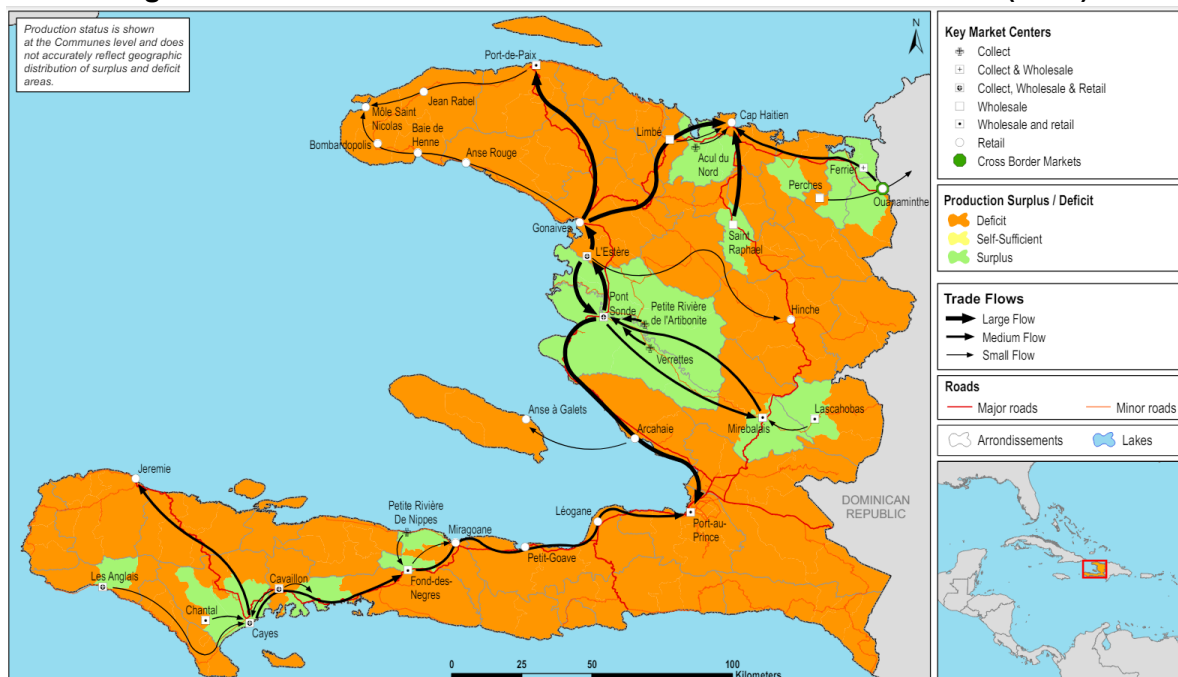 Production status is shown
at the Communes level and does
not accurately reflect geographic
distribution of surplus and deficit
areas.
Port-de-Paix
Jean Rabel
Môle Saint
Nicolas
Bombardopolis
Baie de
Henne
Anse Rouge
Limbé
Cap Haitien
Acul du
Nord
Ferrie
Perches
Ouanaminthe
Gonaives
L'Estère
Saint
Raphael
Pont
Sonde
Petite Rivière
de l'Artibonite
Hinche
Verrettes
Anse à Galets
Arcahaie
Mirebalais
Lascahobas
Jeremie
Petite Rivière
De Nippes
Miragoane
Léogane
Port-au-
Prince
DOMINICAN
REPUBLIC
Petit-Goave
Les Anglais
Cavaillon
Fond-des-
Negres
Chantal
Cayes
0 25 50 100
Kilometers
N
Key Market Centers
Collect
Collect & Wholesale
Collect, Wholesale & Retail
Wholesale
Wholesale and retail
Retail
Cross Border Markets
Production Surplus / Deficit
Deficit
Self-Sufficient
Surplus
Trade Flows
Large Flow
Medium Flow
Small Flow
Roads
Major roads Minor roads
Arrondissements Lakes